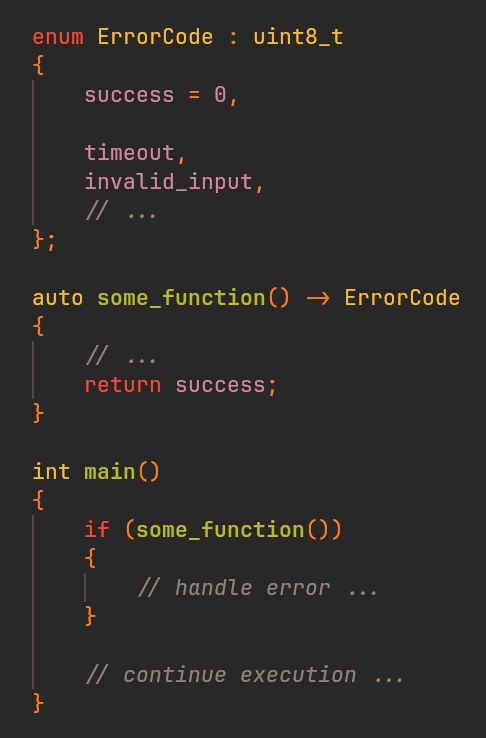 enum ErrorCode : uint8_t
{
    success = 0,

    timeout,
    invalid_input,
    // ...
};

auto some_function() -> ErrorCode
{
    // ...
    return success;
}

int main()
{
    if (some_function())
    {
        // handle error ...
    }

    // continue execution ...
}